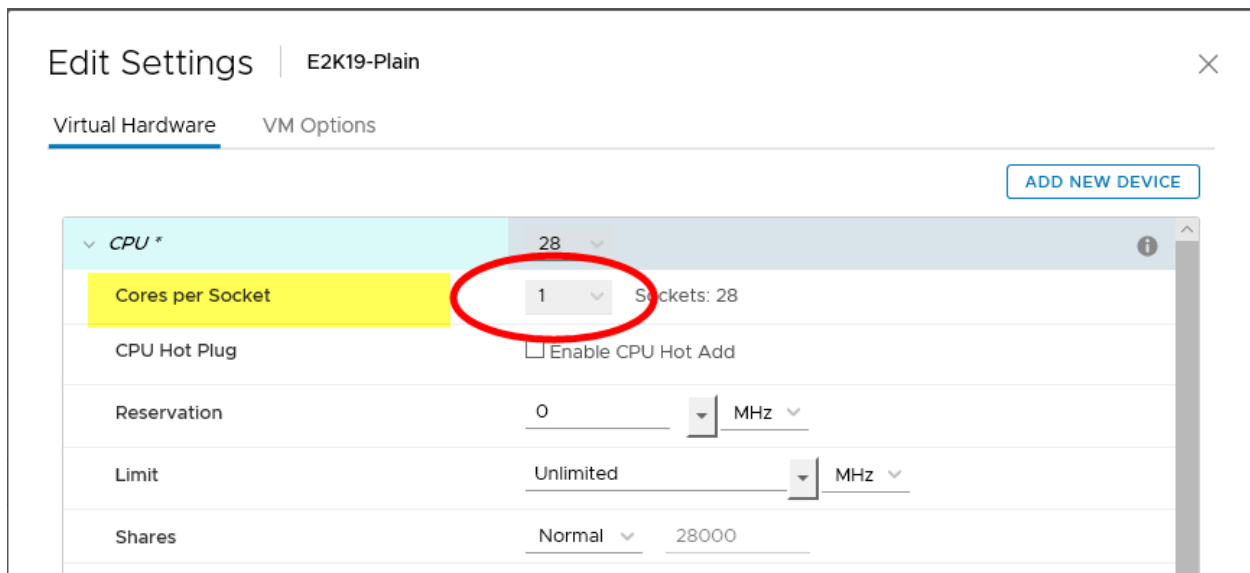 Edit Settings E2K19-Plain
Virtual Hardware VM Options
ADD NEW DEVICE
CPU * 28
Cores per Socket 1 Sockets: 28
CPU Hot Plug Enable CPU Hot Add
Reservation 0 MHz
Limit Unlimited MHz
Shares Normal 28000